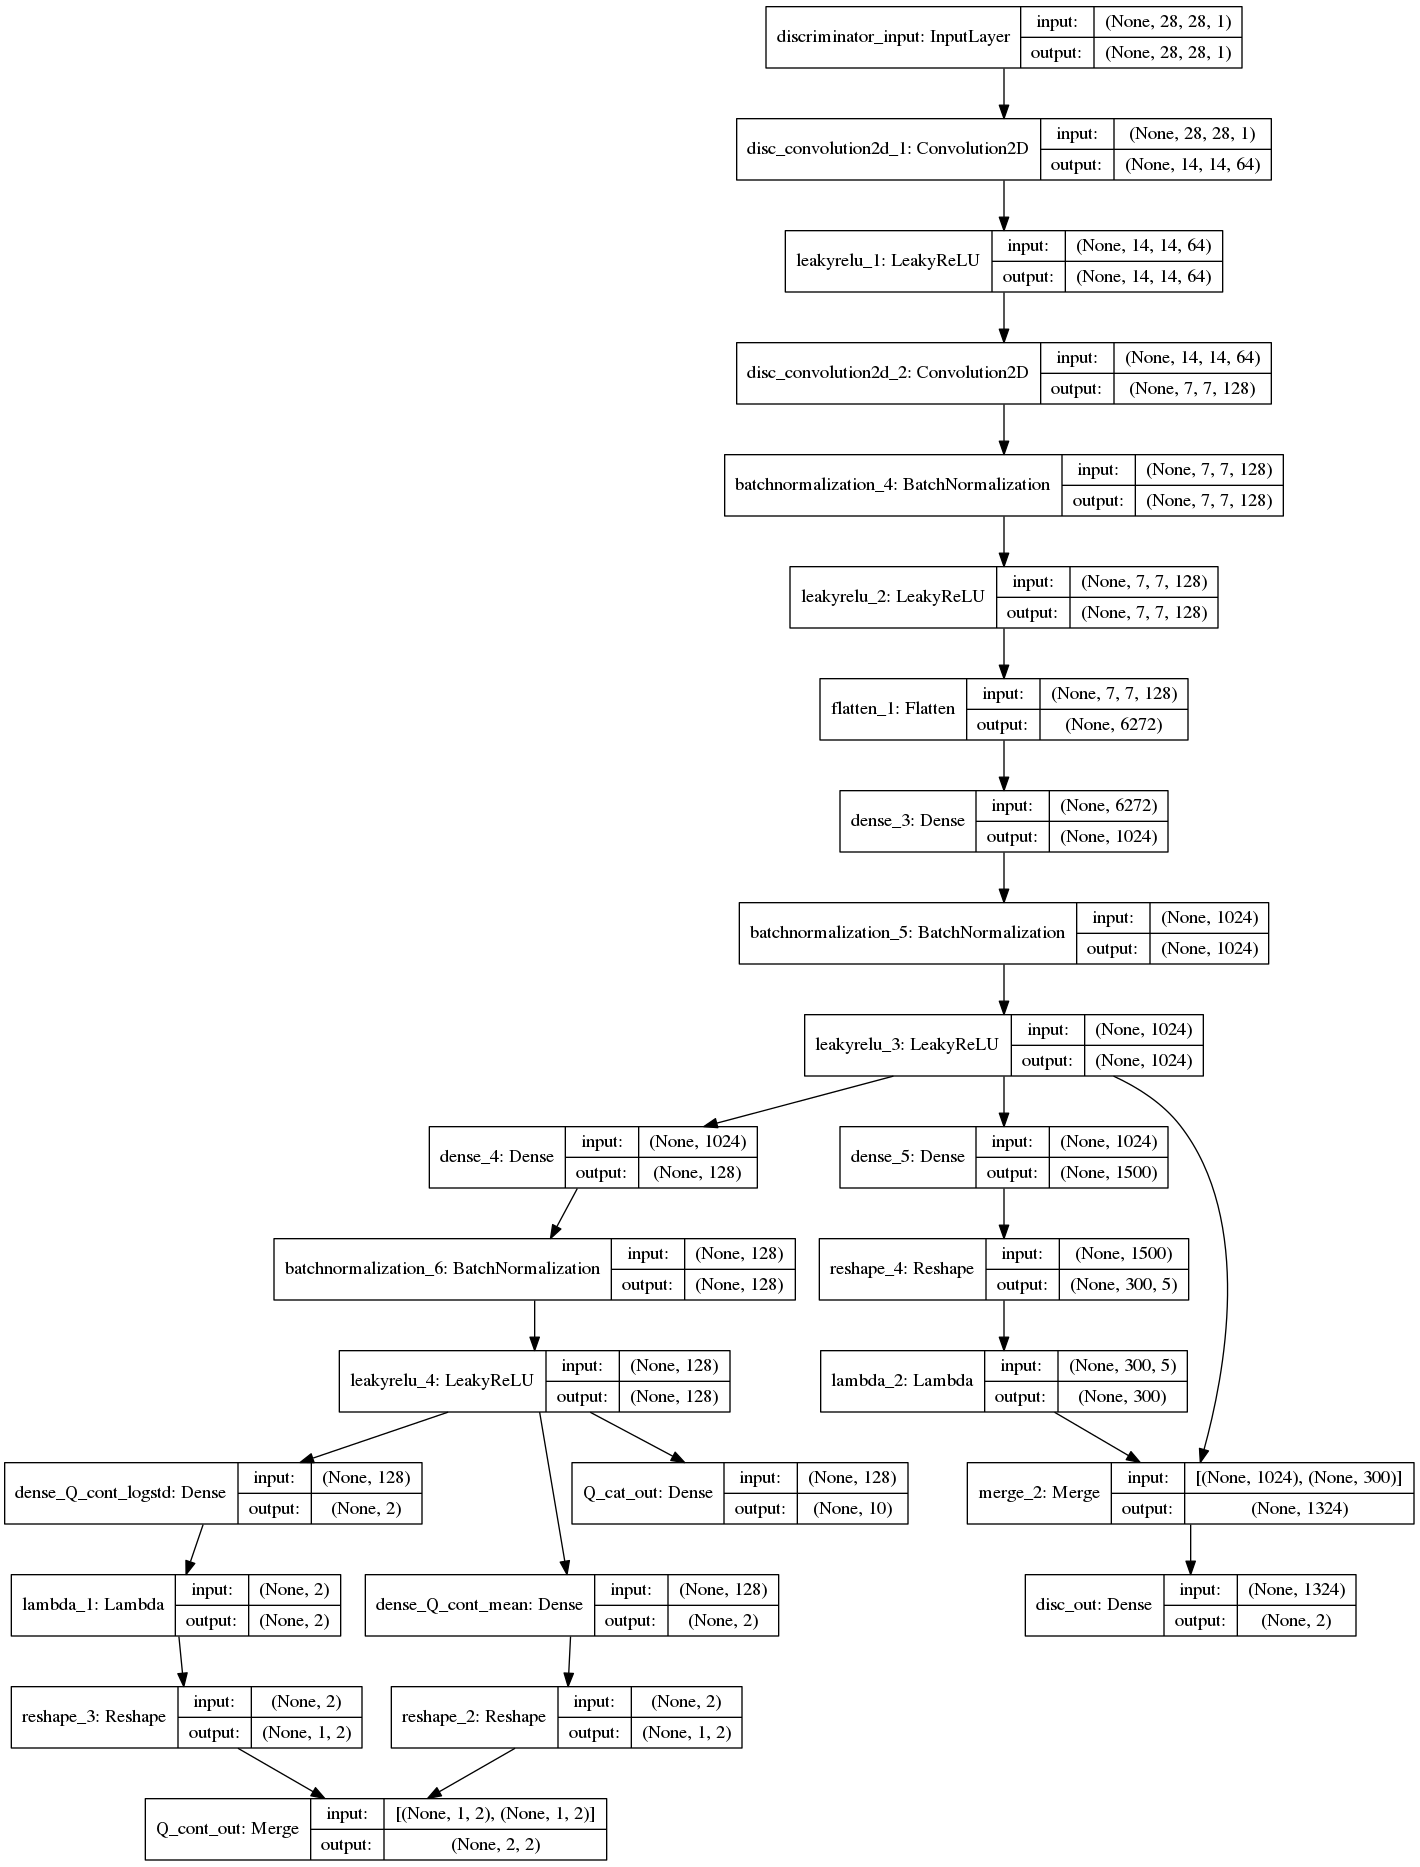 discriminator_input: InputLayer
input: (None, 28, 28, 1)
output: (None, 28, 28, 1)
disc_convolution2d_1: Convolution2D
input: (None, 28, 28, 1)
output: (None, 14, 14, 64)
leakyrelu_1: LeakyReLU
input: (None, 14, 14, 64)
output: (None, 14, 14, 64)
disc_convolution2d_2: Convolution2D
input: (None, 14, 14, 64)
output: (None, 7, 7, 128)
batchnormalization_4: BatchNormalization
input: (None, 7, 7, 128)
output: (None, 7, 7, 128)
leakyrelu_2: LeakyReLU
input: (None, 7, 7, 128)
output: (None, 7, 7, 128)
flatten_1: Flatten
input: (None, 7, 7, 128)
output: (None, 6272)
dense_3: Dense
input: (None, 6272)
output: (None, 1024)
batchnormalization_5: BatchNormalization
input: (None, 1024)
output: (None, 1024)
leakyrelu_3: LeakyReLU
input: (None, 1024)
output: (None, 1024)
dense_4: Dense
input: (None, 1024)
output: (None, 128)
dense_5: Dense
input: (None, 1024)
output: (None, 1500)
batchnormalization_6: BatchNormalization
input: (None, 128)
output: (None, 128)
reshape_4: Reshape
input: (None, 1500)
output: (None, 300, 5)
leakyrelu_4: LeakyReLU
input: (None, 128)
output: (None, 128)
lambda_2: Lambda
input: (None, 300, 5)
output: (None, 300)
dense_Q_cont_logstd: Dense
input: (None, 128)
output: (None, 2)
Q_cat_out: Dense
input: (None, 128)
output: (None, 10)
merge_2: Merge
input: [(None, 1024), (None, 300)]
output: (None, 1324)
lambda_1: Lambda
input: (None, 2)
output: (None, 2)
dense_Q_cont_mean: Dense
input: (None, 128)
output: (None, 2)
disc_out: Dense
input: (None, 1324)
output: (None, 2)
reshape_3: Reshape
input: (None, 2)
output: (None, 1, 2)
reshape_2: Reshape
input: (None, 2)
output: (None, 1, 2)
Q_cont_out: Merge
input: [(None, 1, 2), (None, 1, 2)]
output: (None, 2, 2)